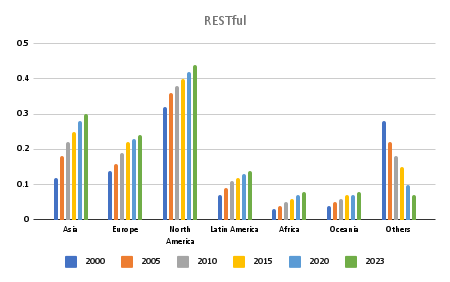 RESTful
0.5
0.4
0.3
0.2
0.1
0
Asia
Europe
North
America
Latin America
Africa
Oceania
Others
2000
2005
2010
2015
2020
2023